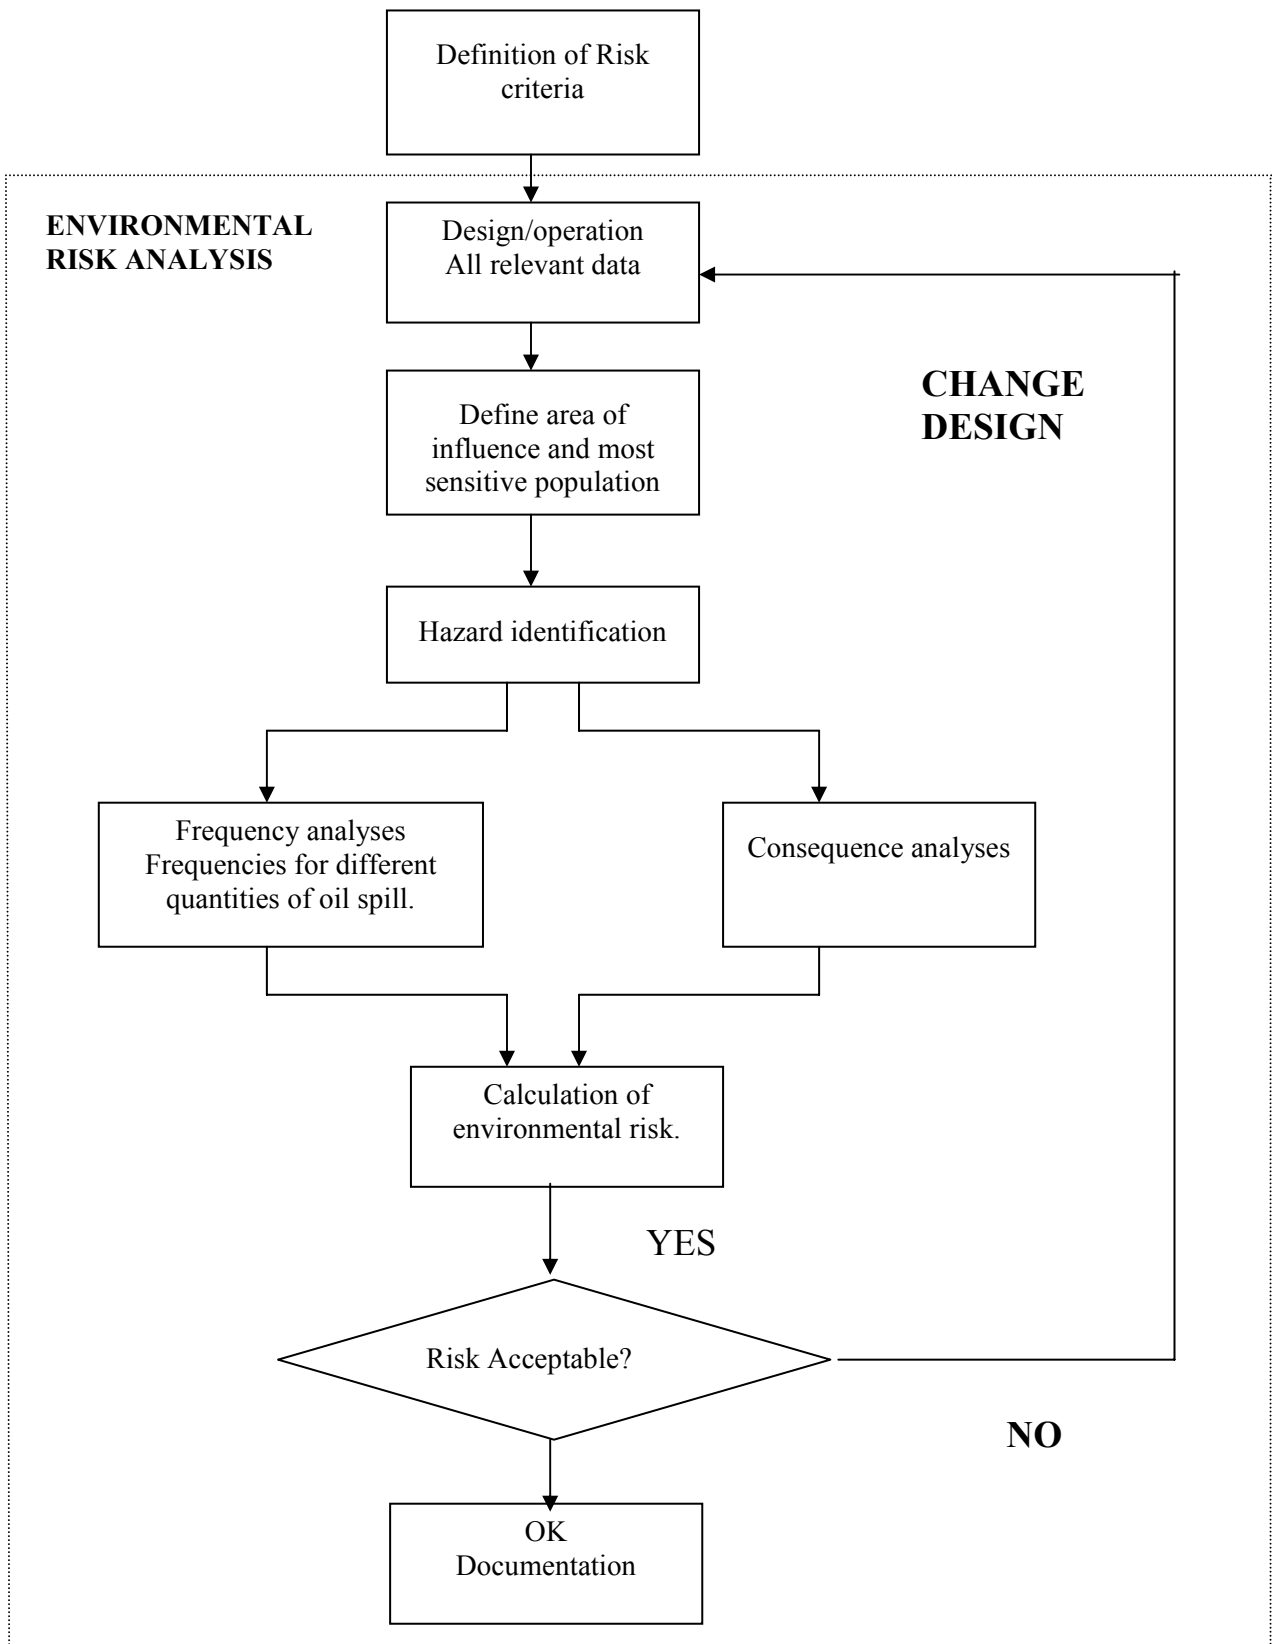 Definition of Risk
criteria
ENVIRONMENTAL
RISK ANALYSIS
Design/operation
All relevant data
CHANGE
DESIGN
Define area of
influence and most
sensitive population
Hazard identification
Frequency analyses
Frequencies for different
quantities of oil spill.
Consequence analyses
Calculation of
environmental risk.
YES
Risk Acceptable?
NO
OK
Documentation